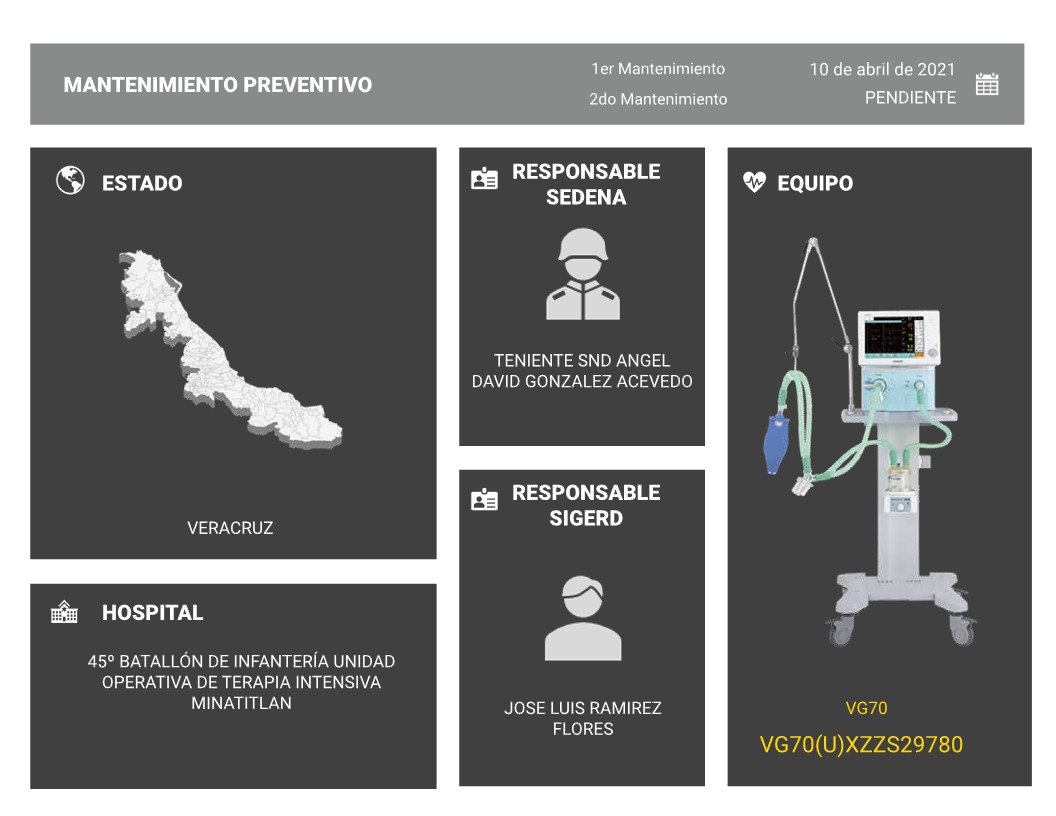 MANTENIMIENTO PREVENTIVO
1er Mantenimiento
10 de abril de 2021
2do Mantenimiento
PENDIENTE
ESTADO
VERACRUZ
HOSPITAL
45º BATALLÓN DE INFANTERÍA UNIDAD
OPERATIVA DE TERAPIA INTENSIVA
MINATITLAN
RESPONSABLE
SEDENA
TENIENTE SND ANGEL
DAVID GONZALEZ ACEVEDO
RESPONSABLE
SIGERD
JOSE LUIS RAMIREZ
FLORES
EQUIPO
VG70
VG70(U)XZZS29780